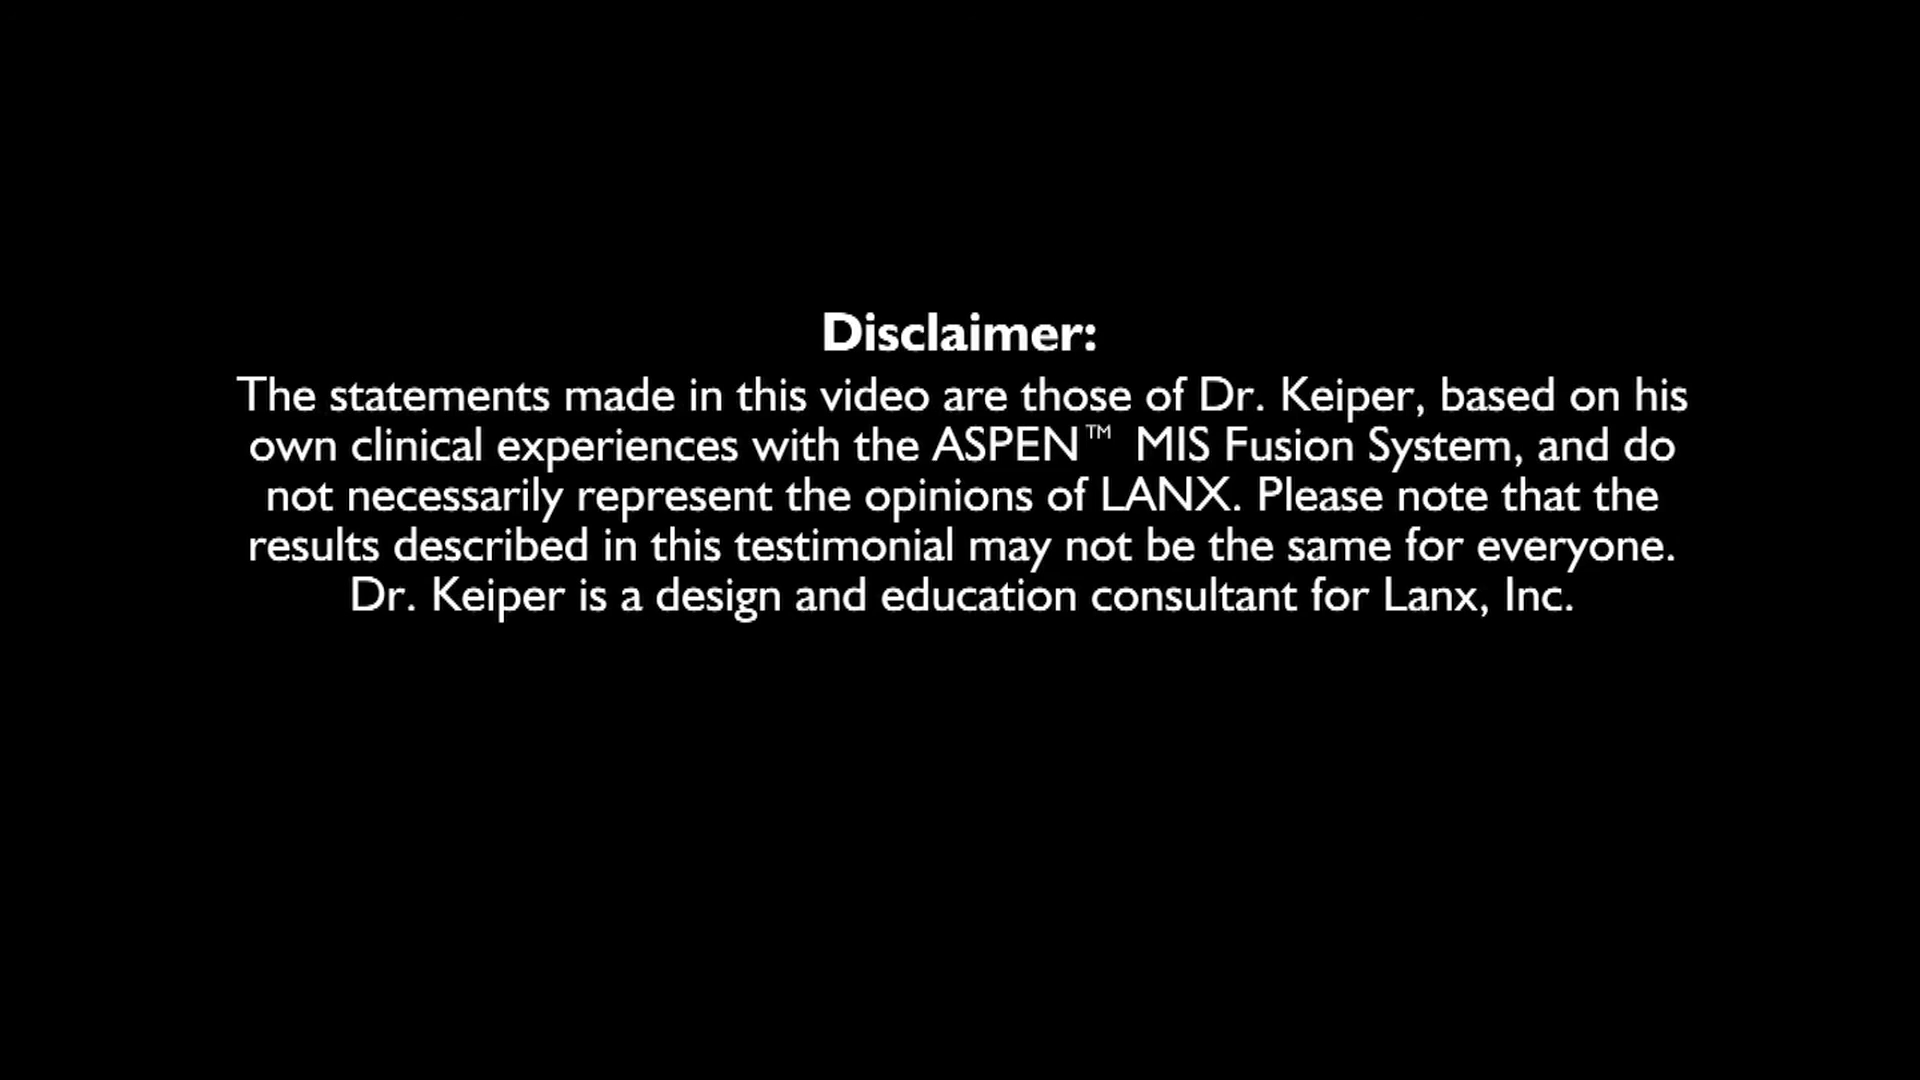 Disclaimer:
The statements made in this video are those of Dr. Keiper, based on his
own clinical experiences with the ASPEN™ MIS Fusion System, and do
not necessarily represent the opinions of LANX. Please note that the
results described in this testimonial may not be the same for everyone.
Dr. Keiper is a design and education consultant for Lanx, Inc.